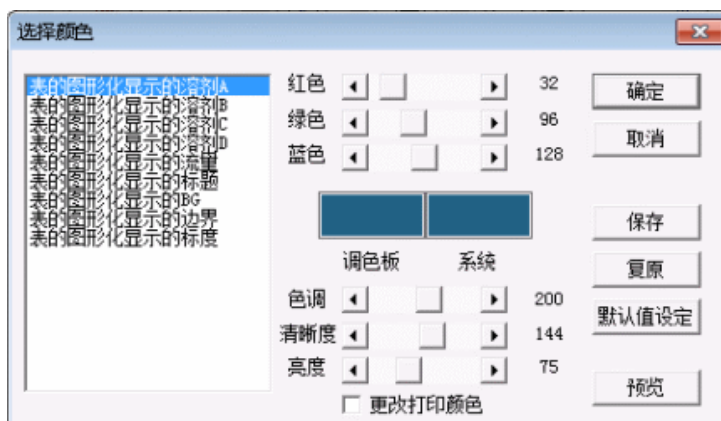 选择颜色
表的图形化显示的溶剂A
表的图形化显示的溶剂B
表的图形化显示的溶剂C
表的图形化显示的溶剂D
表的图形化显示的流量
表的图形化显示的标题
表的图形化显示的BG
表的图形化显示的边界
表的图形化显示的标度
红色 32
绿色 96
蓝色 128
调色板 系统
色调 200
清晰度 144
亮度 75
更改打印颜色
确定
取消
保存
复原
默认值设定
预览